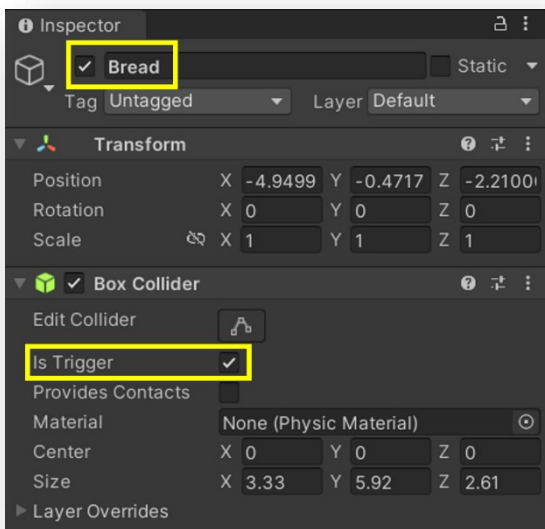 Inspector
Bread Static
Tag Untagged Layer Default
Transform
Position X -4.9499 Y -0.4717 Z -2.2100
Rotation X 0 Y 0 Z 0
Scale X 1 Y 1 Z 1
Box Collider
Edit Collider
Is Trigger
Provides Contacts
Material None (Physic Material)
Center X 0 Y 0 Z 0
Size X 3.33 Y 5.92 Z 2.61
Layer Overrides